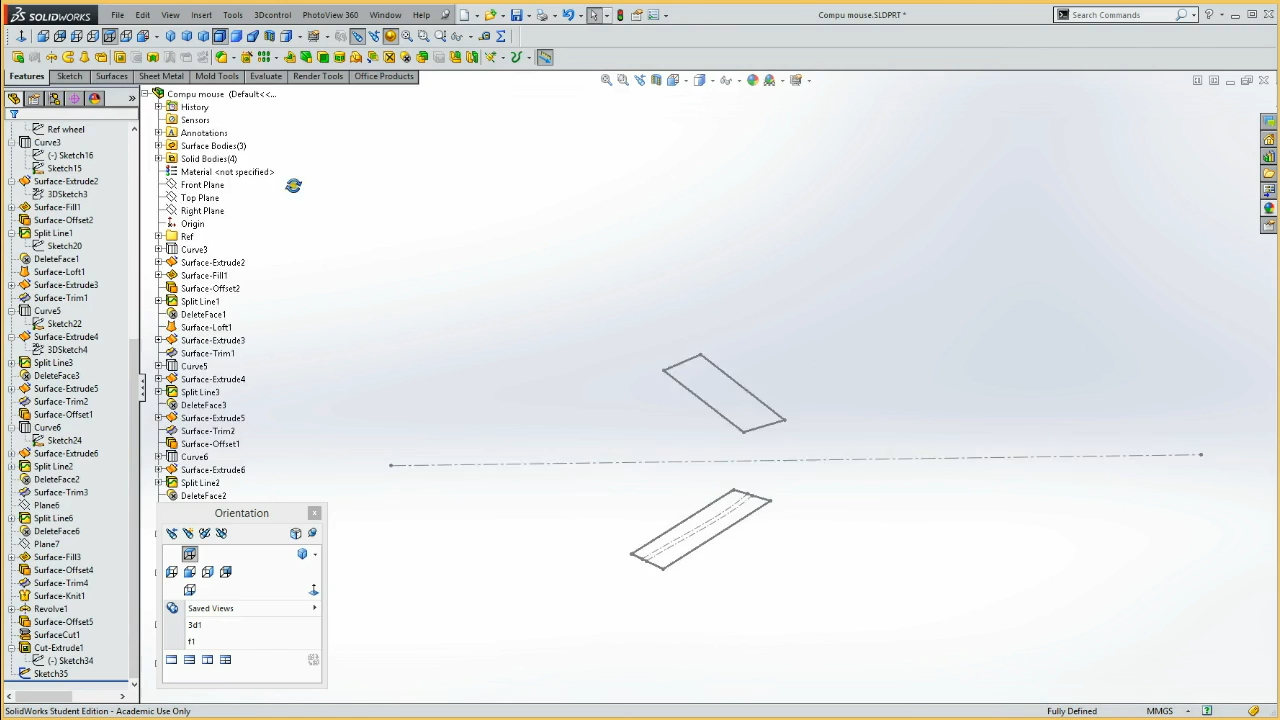 SOLIDWORKS File Edit View Insert Tools 3Dcontrol PhotoView 360 Window Help Compu mouse.SLDPRT * Search Commands
Features Sketch Surfaces Sheet Metal Mold Tools Evaluate Render Tools Office Products
Ref wheel
Curve3
(-) Sketch16
Sketch15
Surface-Extrude2
3DSketch3
Surface-Fill1
Surface-Offset2
Split Line1
Sketch20
DeleteFace1
Surface-Loft1
Surface-Extrude3
Surface-Trim1
Curve5
Sketch22
Surface-Extrude4
3DSketch4
Split Line3
DeleteFace3
Surface-Extrude5
Surface-Trim2
Surface-Offset1
Curve6
Sketch24
Surface-Extrude6
Split Line2
DeleteFace2
Surface-Trim3
Plane6
Split Line6
DeleteFace6
Plane7
Surface-Fill3
Surface-Offset4
Surface-Trim4
Surface-Knit1
Revolve1
Surface-Offset5
SurfaceCut1
Cut-Extrude1
(-) Sketch34
Sketch35
Compu mouse (Default<<...
History
Sensors
Annotations
Surface Bodies(3)
Solid Bodies(4)
Material <not specified>
Front Plane
Top Plane
Right Plane
Origin
Ref
Curve3
Surface-Extrude2
Surface-Fill1
Surface-Offset2
Split Line1
DeleteFace1
Surface-Loft1
Surface-Extrude3
Surface-Trim1
Curve5
Surface-Extrude4
Split Line3
DeleteFace3
Surface-Extrude5
Surface-Trim2
Surface-Offset1
Curve6
Surface-Extrude6
Split Line2
DeleteFace2
Orientation
Saved Views
3d1
f1
SolidWorks Student Edition - Academic Use Only Fully Defined MMGS